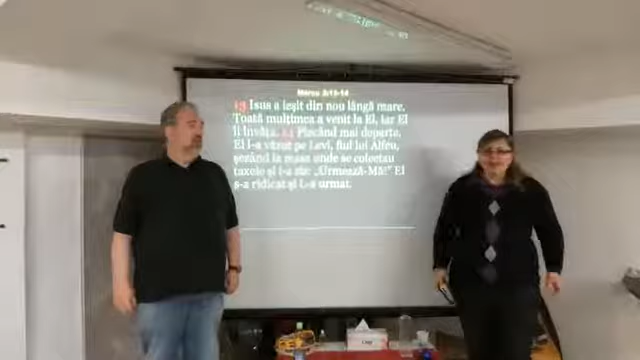 Marcu 2:13-14
13 Isus a ieșit din nou lângă mare.
Toată mulțimea a venit la El, iar El
îi învăța. 14 Plecând mai departe,
El l-a văzut pe Levi, fiul lui Alfeu,
șezând la masa unde se colectau
taxele și i-a zis: „Urmează-Mă!” El
s-a ridicat și L-a urmat.